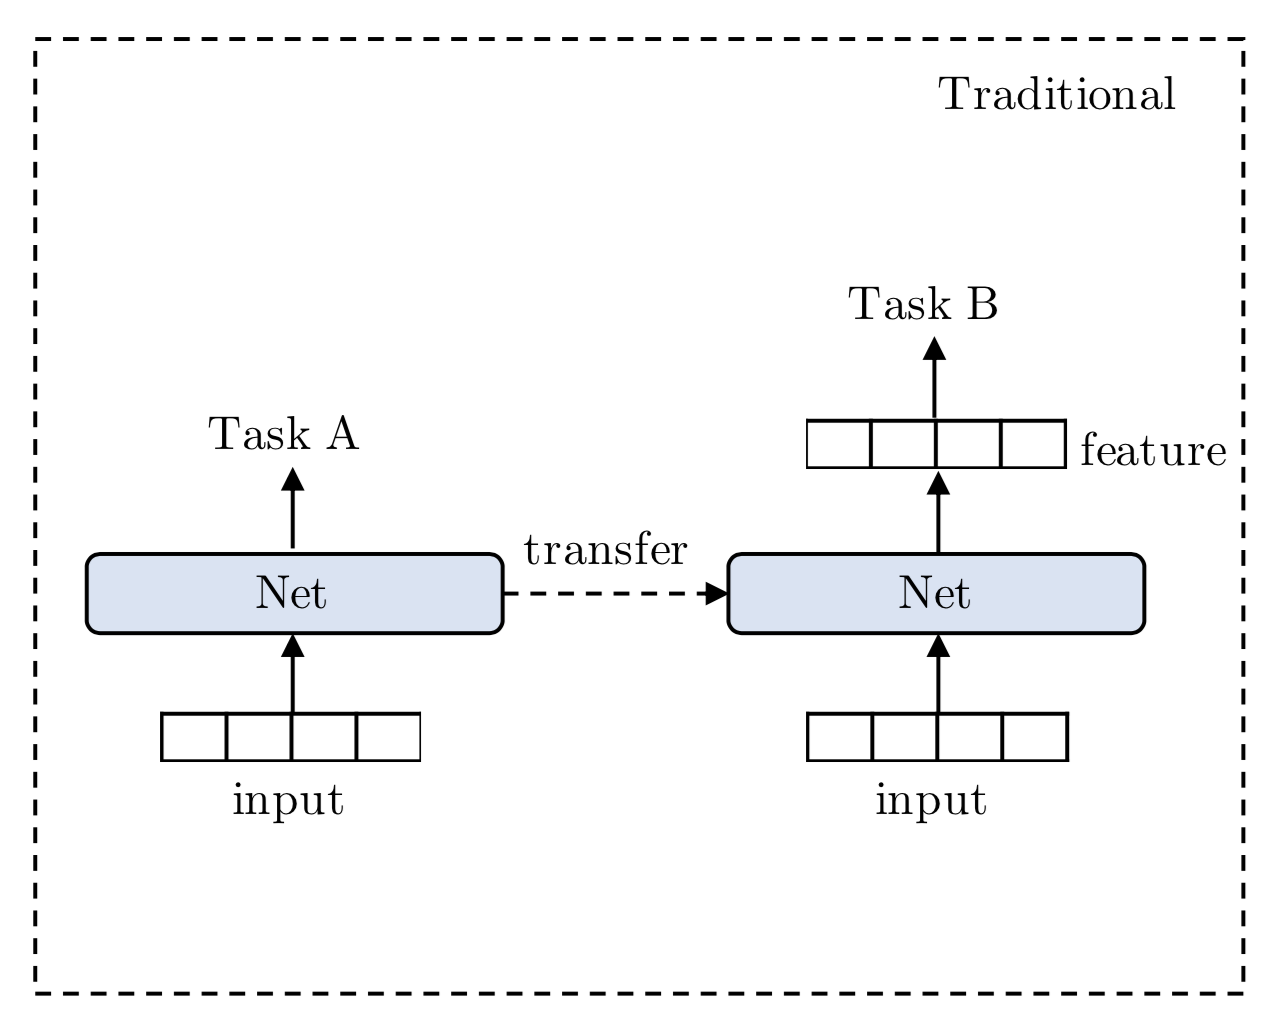 Traditional
Task B
Task A
feature
transfer
Net
Net
input
input